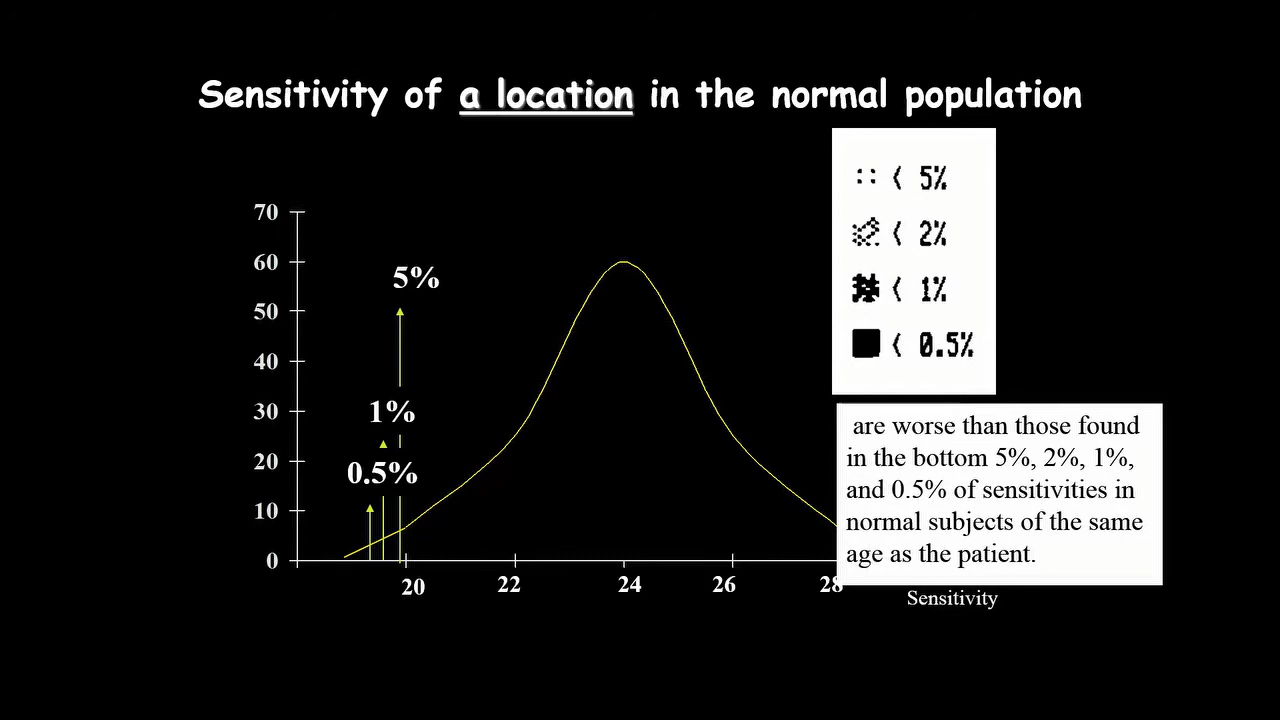 Sensitivity of a location in the normal population
:: < 5%
< 2%
< 1%
< 0.5%
70
60
50
40
30
20
10
0
5%
1%
0.5%
20
22
24
26
28
are worse than those found
in the bottom 5%, 2%, 1%,
and 0.5% of sensitivities in
normal subjects of the same
age as the patient.
Sensitivity